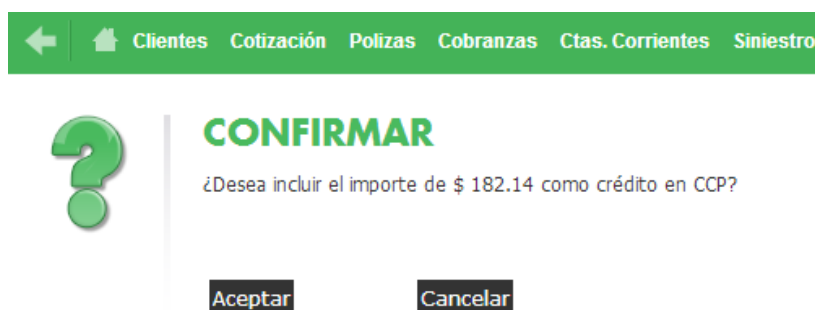 Clientes Cotización Polizas Cobranzas Ctas. Corrientes Siniestro
CONFIRMAR
¿Desea incluir el importe de $ 182.14 como crédito en CCP?
Aceptar Cancelar